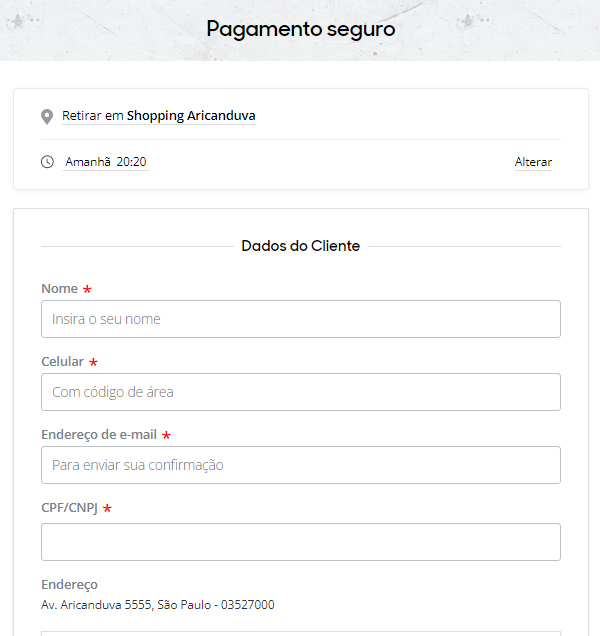 Pagamento seguro
Retirar em Shopping Aricanduva
Amanhã 20:20
Alterar
Dados do Cliente
Nome *
Insira o seu nome
Celular *
Com código de área
Endereço de e-mail *
Para enviar sua confirmação
CPF/CNPJ *
Endereço
Av. Aricanduva 5555, São Paulo - 03527000